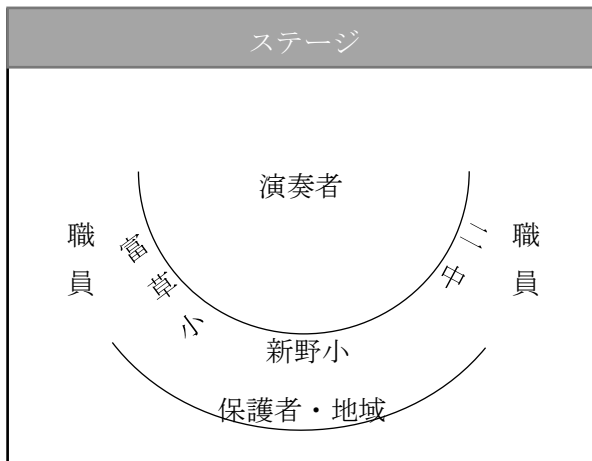 ステージ
演奏者
職員
富草小
二中
職員
新野小
保護者・地域